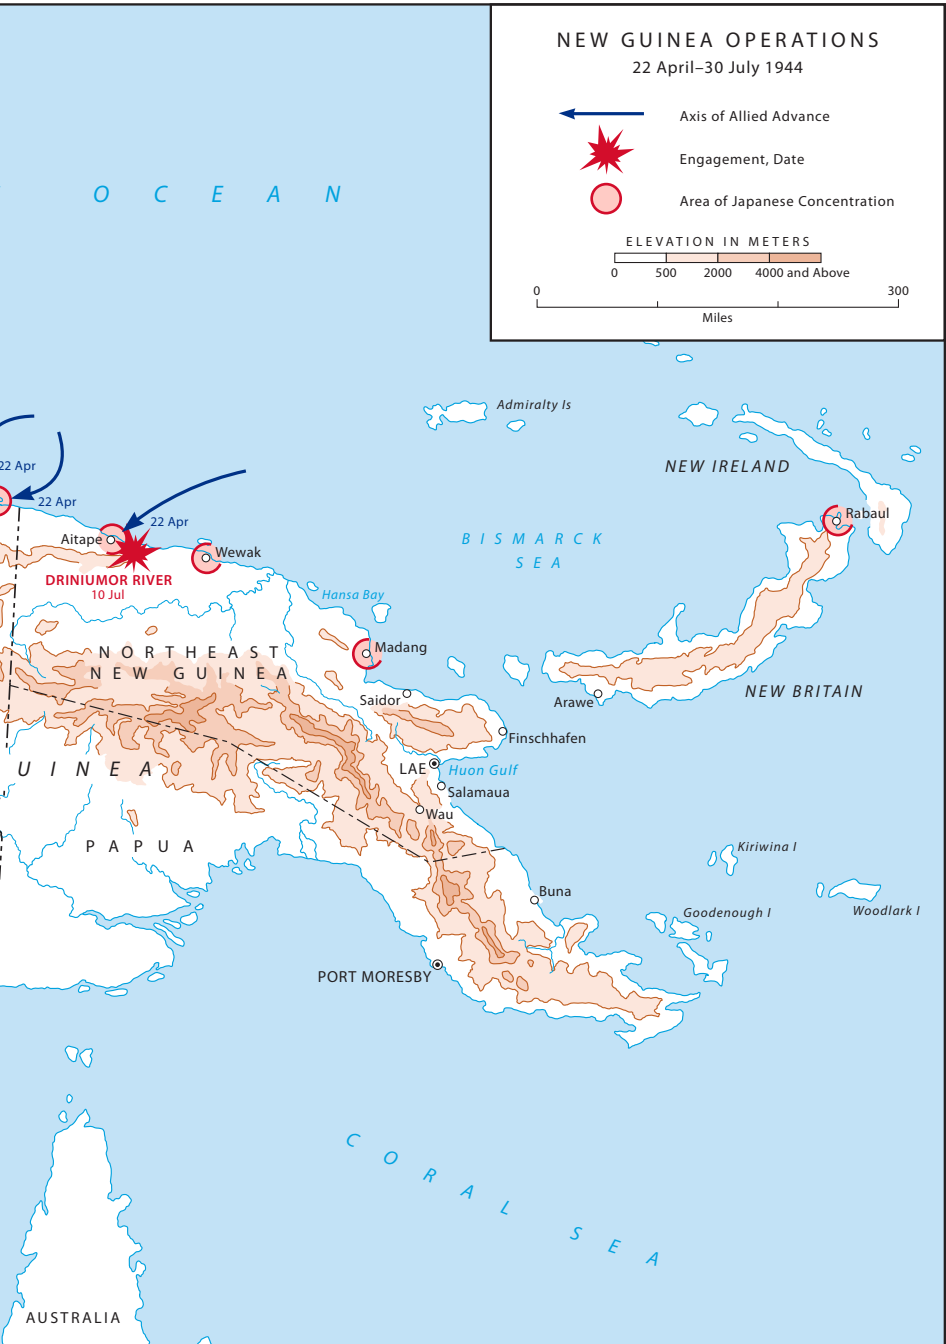 NEW GUINEA OPERATIONS
22 April–30 July 1944
Axis of Allied Advance
Engagement, Date
Area of Japanese Concentration
ELEVATION IN METERS
0 500 2000 4000 and Above
0 300
Miles
OCEAN
Admiralty Is
NEW IRELAND
22 Apr
22 Apr
22 Apr
Rabaul
Aitape
Wewak
BISMARCK
SEA
DRINIUMOR RIVER
10 Jul
Hansa Bay
Madang
NORTHEAST
NEW GUINEA
Saidor
Arawe
NEW BRITAIN
Finschhafen
UINEA
LAE
Huon Gulf
Salamaua
Wau
PAPUA
Kiriwina I
Buna
Woodlark I
Goodenough I
PORT MORESBY
CORAL SEA
AUSTRALIA